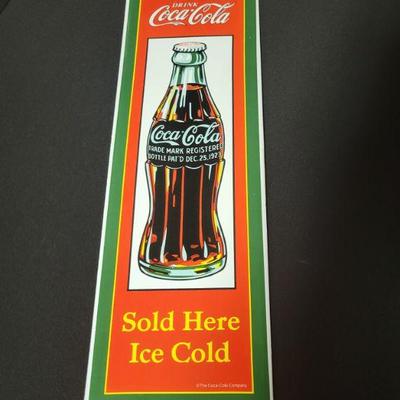 DRINK
Coca-Cola
Coca-Cola
TRADE MARK REGISTERED
BOTTLE PAT'D DEC. 25, 1923
Sold Here
Ice Cold
©The Coca-Cola Company